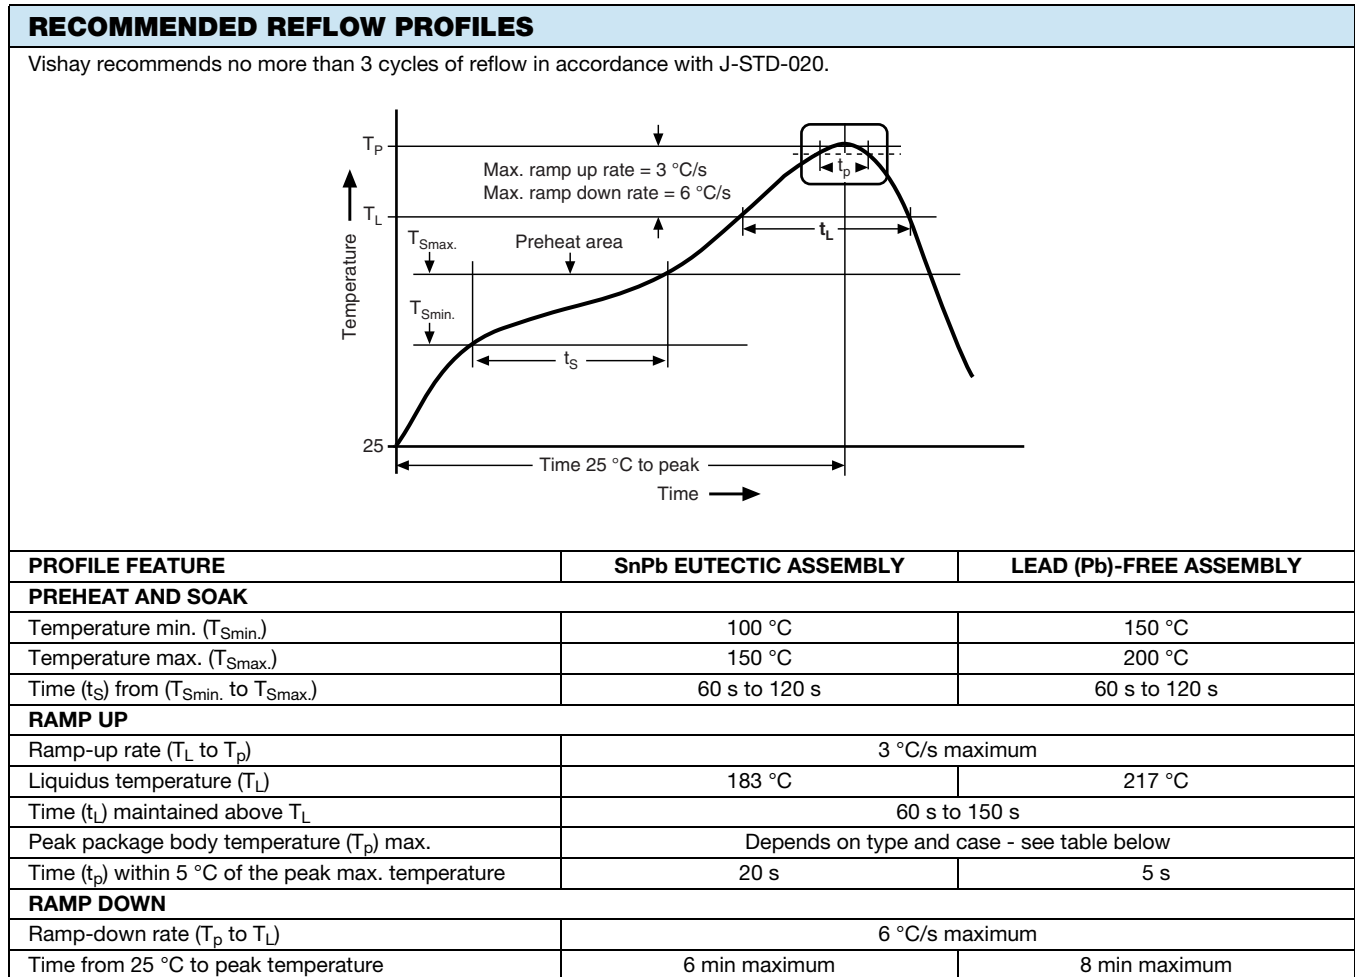 RECOMMENDED REFLOW PROFILES
Vishay recommends no more than 3 cycles of reflow in accordance with J-STD-020.
TP
Max. ramp up rate = 3 °C/s
Max. ramp down rate = 6 °C/s
tp
TL
tL
TSmax.
Preheat area
TSmin.
tS
Temperature
25
Time 25 °C to peak
Time
PROFILE FEATURE SnPb EUTECTIC ASSEMBLY LEAD (Pb)-FREE ASSEMBLY
PREHEAT AND SOAK
Temperature min. (TSmin.) 100 °C 150 °C
Temperature max. (TSmax.) 150 °C 200 °C
Time (tS) from (TSmin. to TSmax.) 60 s to 120 s 60 s to 120 s
RAMP UP
Ramp-up rate (TL to Tp) 3 °C/s maximum
Liquidus temperature (TL) 183 °C 217 °C
Time (tL) maintained above TL 60 s to 150 s
Peak package body temperature (Tp) max. Depends on type and case - see table below
Time (tp) within 5 °C of the peak max. temperature 20 s 5 s
RAMP DOWN
Ramp-down rate (Tp to TL) 6 °C/s maximum
Time from 25 °C to peak temperature 6 min maximum 8 min maximum